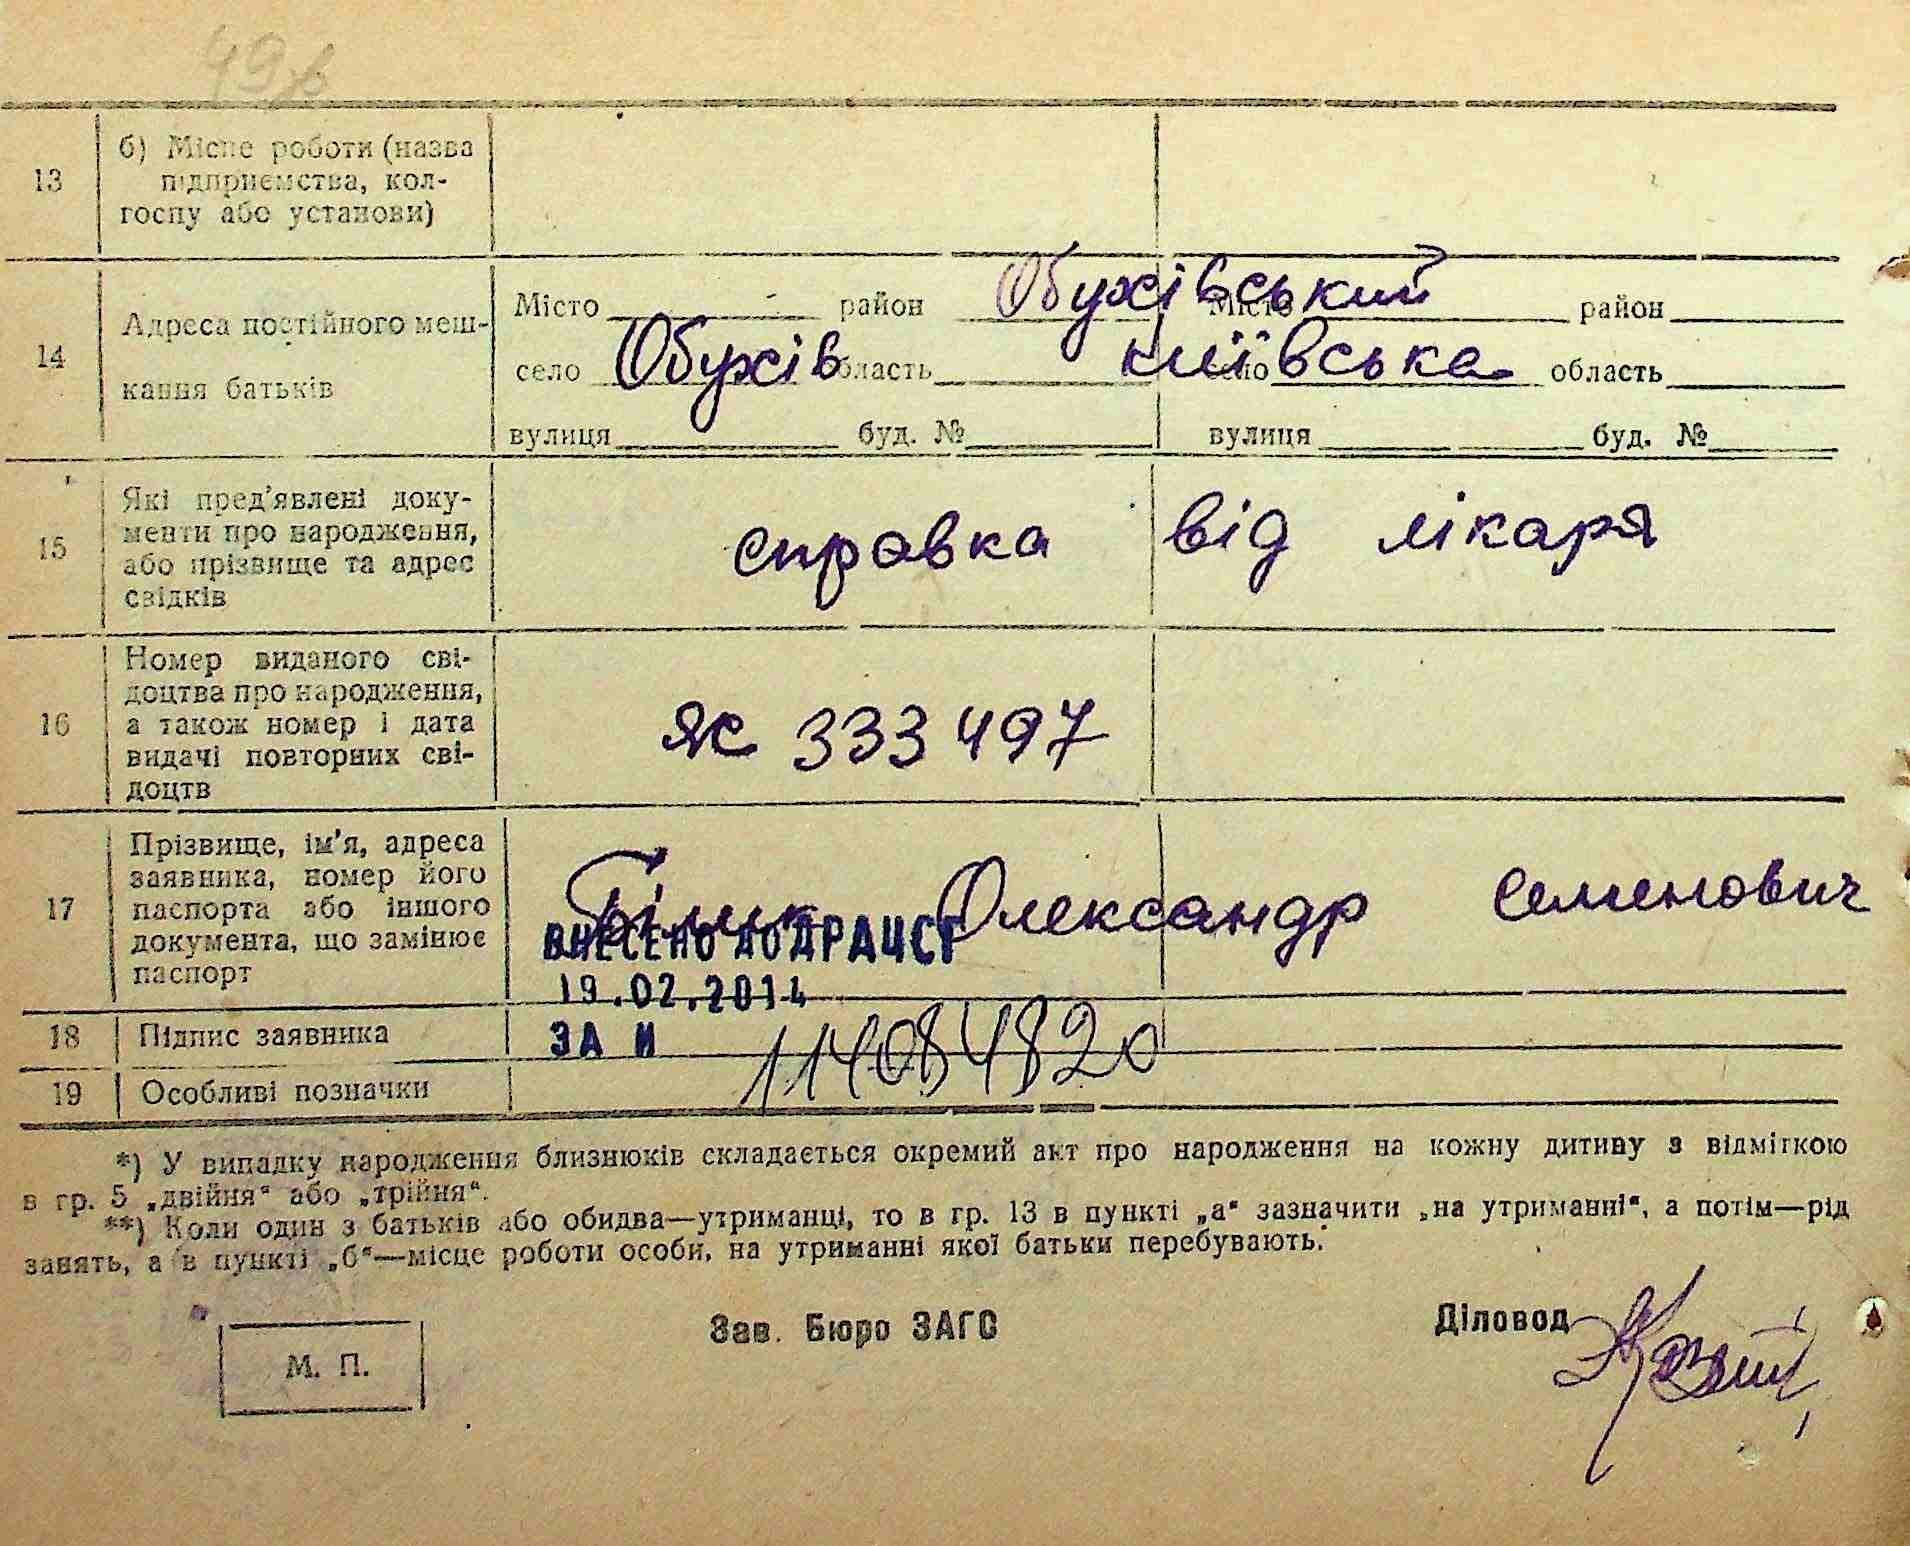 49зв
13 б) Місце роботи (назва
підприємства, кол-
госпу або установи)
14 Адреса постійного меш-
кання батьків
Місто район Обухівський Місто район
село Обухів область Київська село область
вулиця буд. № вулиця буд. №
15 Які пред'явлені доку-
менти про народження,
або прізвище та адрес
свідків
справка від лікаря
16 Номер виданого сві-
доцтва про народження,
а також номер і дата
видачі повторних сві-
доцтв
ЯС 333497
17 Прізвище, ім'я, адреса
заявника, номер його
паспорта або іншого
документа, що замінює
паспорт
Білик Олександр Семенович
ВНЕСЕНО ДО ДРАЦСГ
19.02.2014
18 Підпис заявника
ЗА № 114084820
19 Особливі позначки
*) У випадку народження близнюків складається окремий акт про народження на кожну дитину з відміткою
в гр. 5 „двійня“ або „трійня“.
**) Коли один з батьків або обидва—утриманці, то в гр. 13 в пункті „а“ зазначити „на утриманні“, а потім—рід
занять, а в пункті „б“—місце роботи особи, на утриманні якої батьки перебувають.
Зав. Бюро ЗАГС
Діловод
М. П.